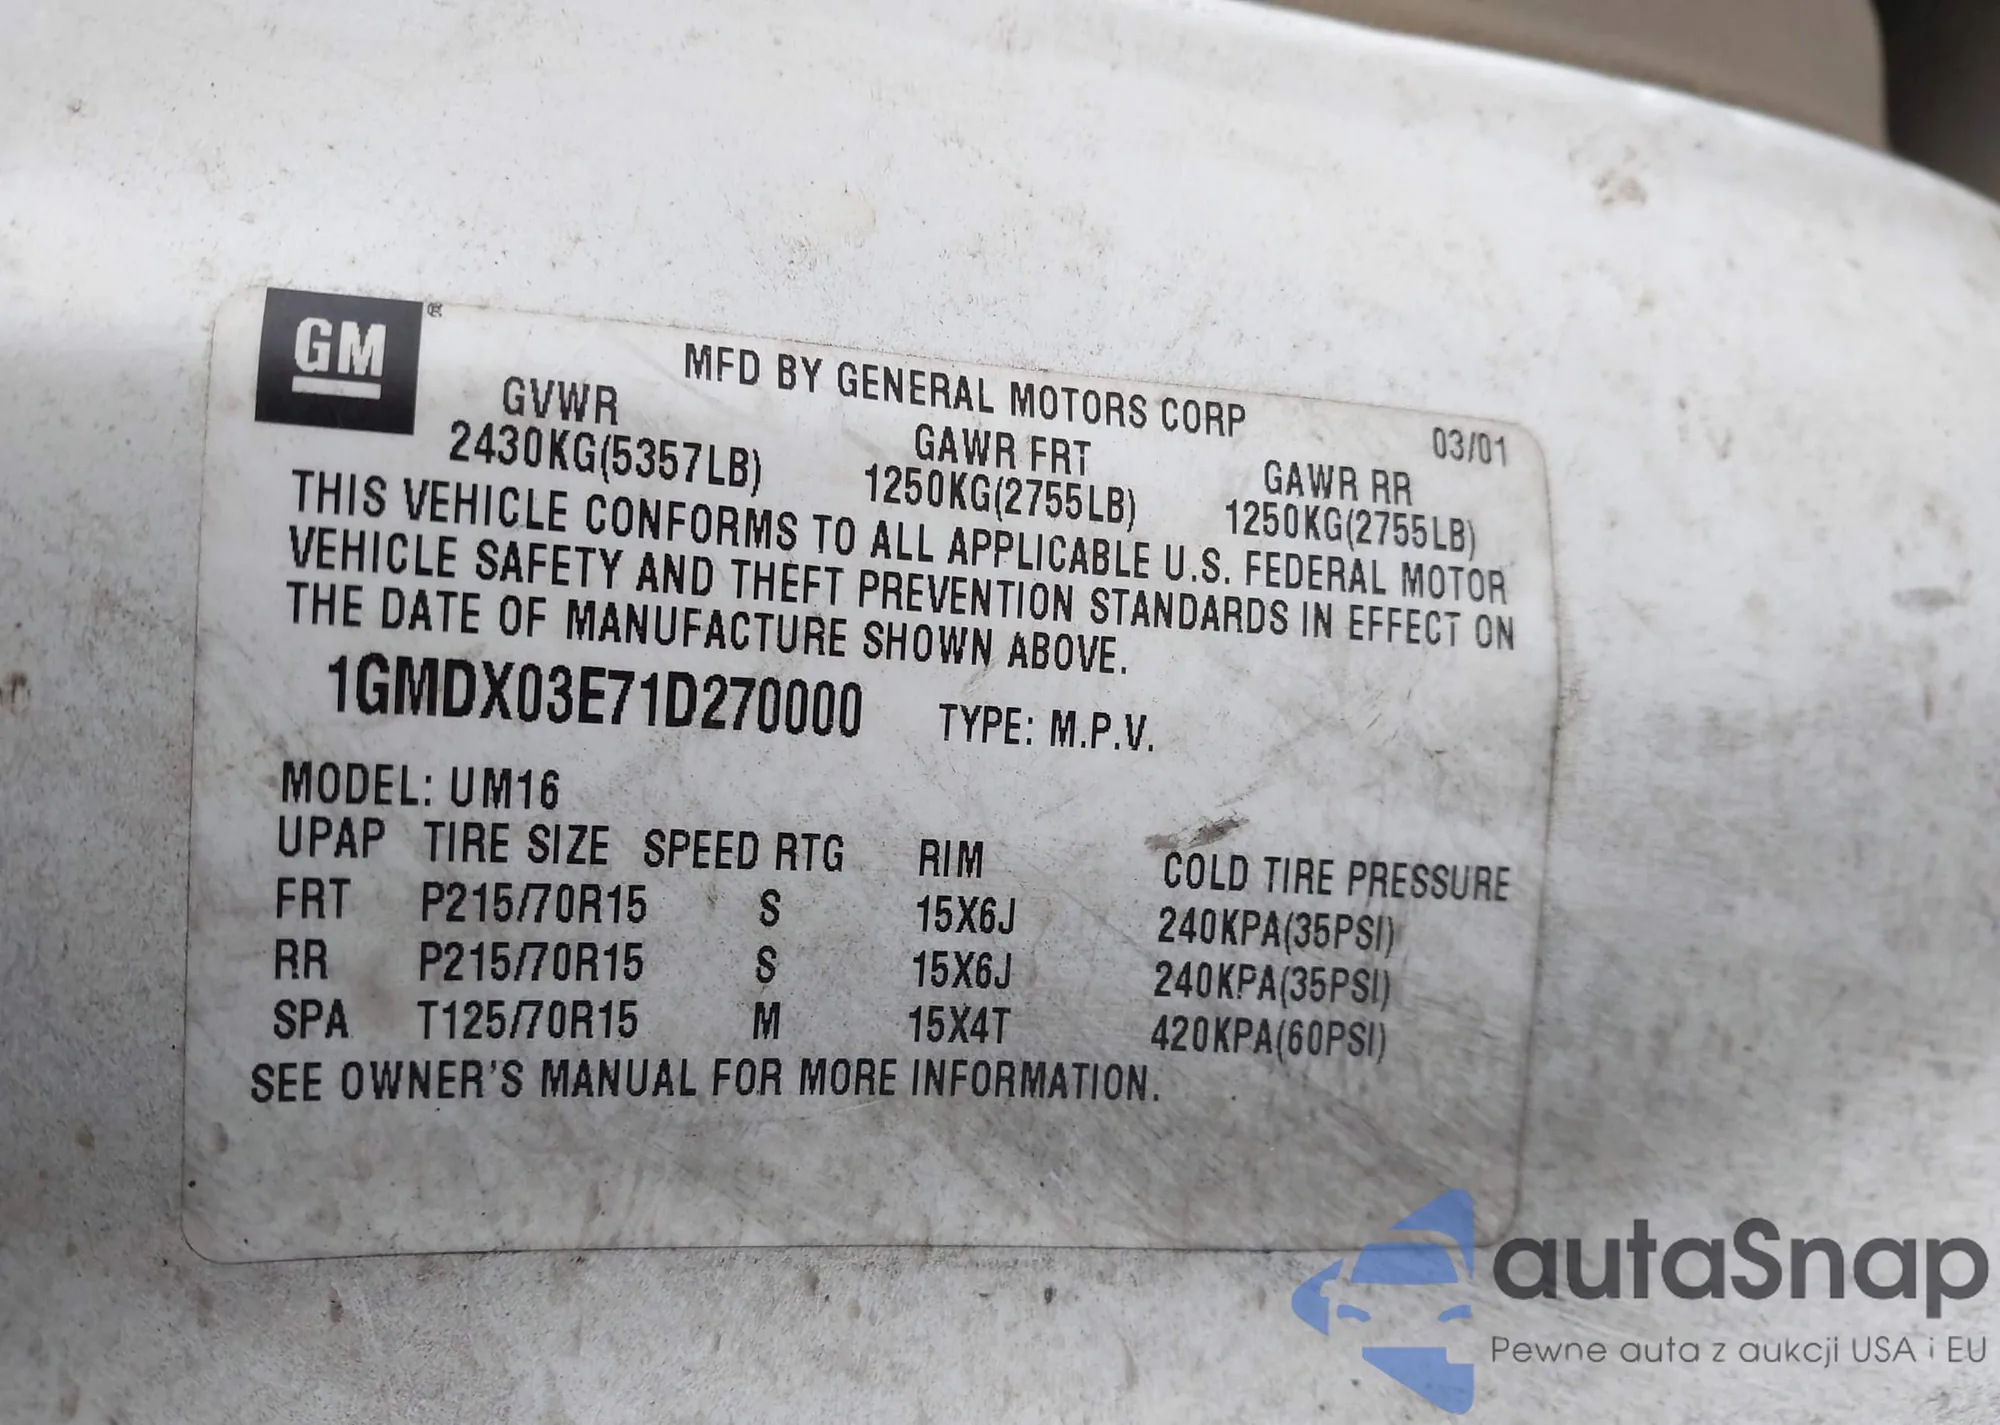 GM®
MFD BY GENERAL MOTORS CORP
03/01
GVWR GAWR FRT GAWR RR
2430KG(5357LB) 1250KG(2755LB) 1250KG(2755LB)
THIS VEHICLE CONFORMS TO ALL APPLICABLE U.S. FEDERAL MOTOR
VEHICLE SAFETY AND THEFT PREVENTION STANDARDS IN EFFECT ON
THE DATE OF MANUFACTURE SHOWN ABOVE.
1GMDX03E71D270000 TYPE: M.P.V.
MODEL: UM16
UPAP TIRE SIZE SPEED RTG RIM COLD TIRE PRESSURE
FRT P215/70R15 S 15X6J 240KPA(35PSI)
RR P215/70R15 S 15X6J 240KPA(35PSI)
SPA T125/70R15 M 15X4T 420KPA(60PSI)
SEE OWNER'S MANUAL FOR MORE INFORMATION.
autaSnap
Pewne auta z aukcji USA i EU